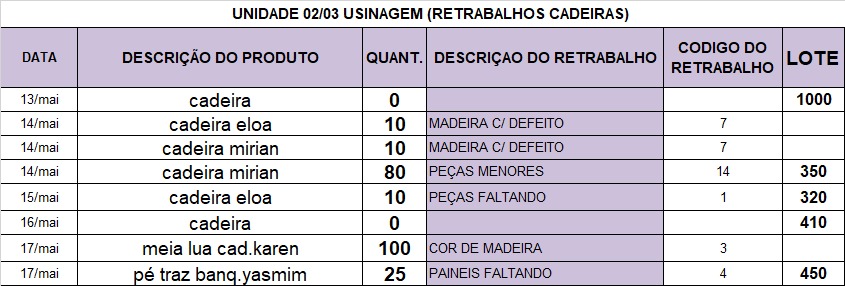 UNIDADE 02/03 USINAGEM (RETRABALHOS CADEIRAS)
DATA DESCRIÇÃO DO PRODUTO QUANT. DESCRIÇAO DO RETRABALHO CODIGO DO RETRABALHO LOTE
13/mai cadeira 0 1000
14/mai cadeira eloa 10 MADEIRA C/ DEFEITO 7
14/mai cadeira mirian 10 MADEIRA C/ DEFEITO 7
14/mai cadeira mirian 80 PEÇAS MENORES 14 350
15/mai cadeira eloa 10 PEÇAS FALTANDO 1 320
16/mai cadeira 0 410
17/mai meia lua cad.karen 100 COR DE MADEIRA 3
17/mai pé traz banq.yasmim 25 PAINEIS FALTANDO 4 450